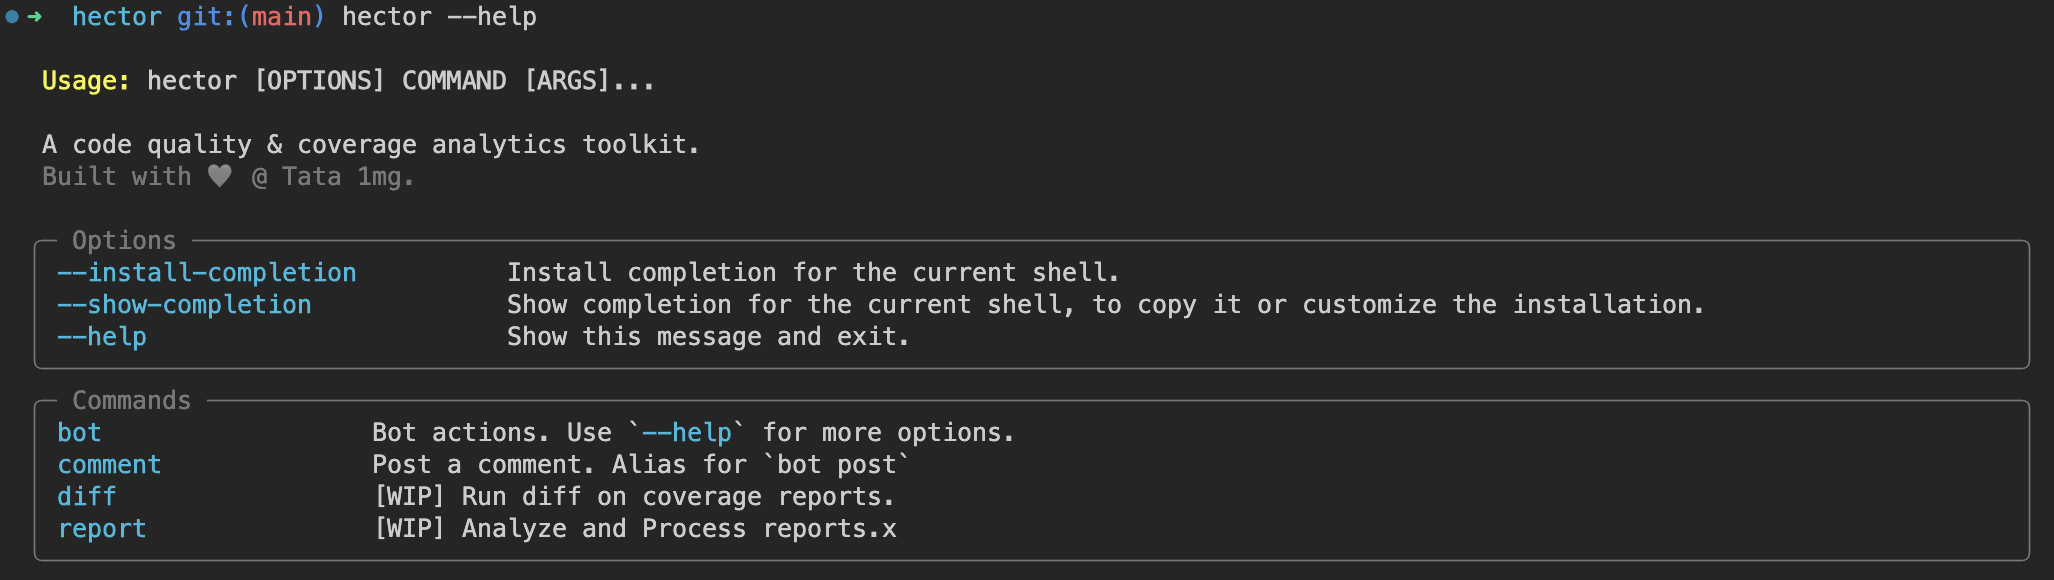 ➜ hector git:(main) hector --help
Usage: hector [OPTIONS] COMMAND [ARGS]...
A code quality & coverage analytics toolkit.
Built with ♥ @ Tata 1mg.
Options
--install-completion Install completion for the current shell.
--show-completion Show completion for the current shell, to copy it or customize the installation.
--help Show this message and exit.
Commands
bot Bot actions. Use `--help` for more options.
comment Post a comment. Alias for `bot post`
diff [WIP] Run diff on coverage reports.
report [WIP] Analyze and Process reports.x